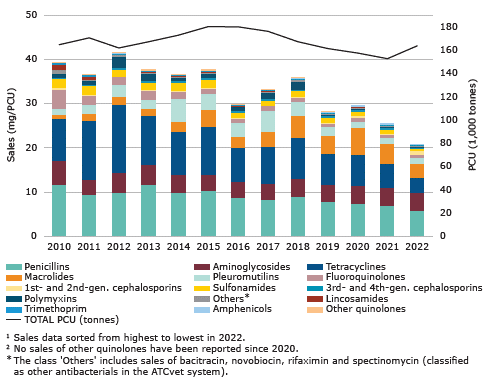 50 180
40 160
140
30 120
100
20 80
60
10 40
20
0 0
Sales (mg/PCU)
PCU (1,000 tonnes)
2010 2011 2012 2013 2014 2015 2016 2017 2018 2019 2020 2021 2022
Penicillins Aminoglycosides Tetracyclines
Macrolides Pleuromutilins Fluoroquinolones
1st- and 2nd-gen. cephalosporins Sulfonamides 3rd- and 4th-gen. cephalosporins
Polymyxins Others* Lincosamides
Trimethoprim Amphenicols Other quinolones
TOTAL PCU (tonnes)
¹ Sales data sorted from highest to lowest in 2022.
² No sales of other quinolones have been reported since 2020.
* The class 'Others' includes sales of bacitracin, novobiocin, rifaximin and spectinomycin (classified
as other antibacterials in the ATCvet system).